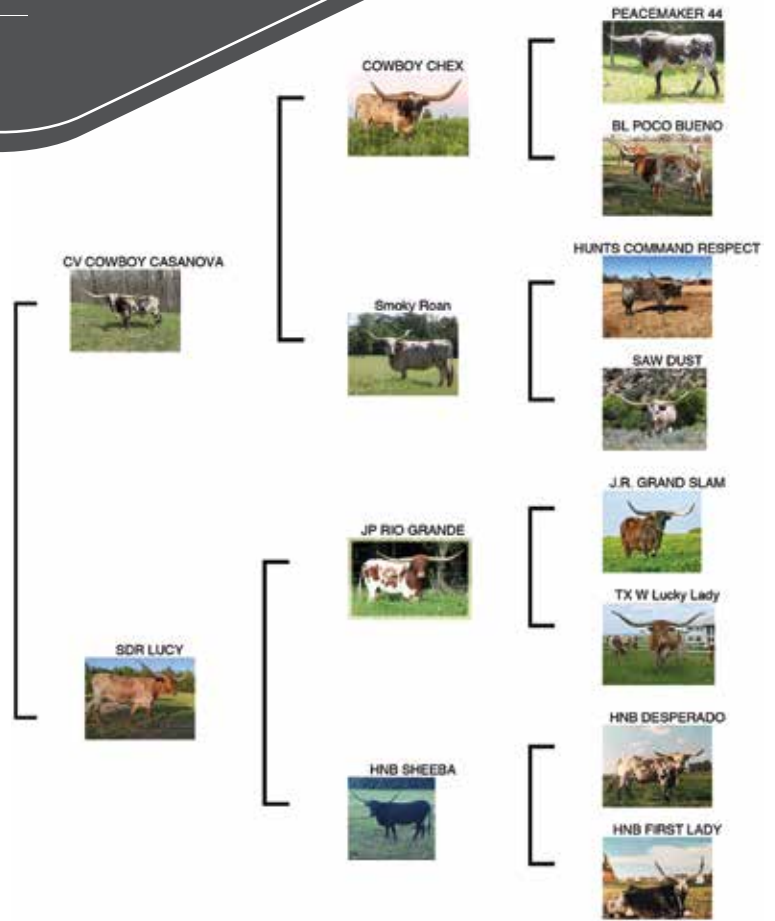 PEACEMAKER 44
COWBOY CHEX
BL POCO BUENO
CV COWBOY CASANOVA
HUNTS COMMAND RESPECT
Smoky Roan
SAW DUST
J.R. GRAND SLAM
JP RIO GRANDE
TX W Lucky Lady
SDR LUCY
HNB DESPERADO
HNB SHEEBA
HNB FIRST LADY